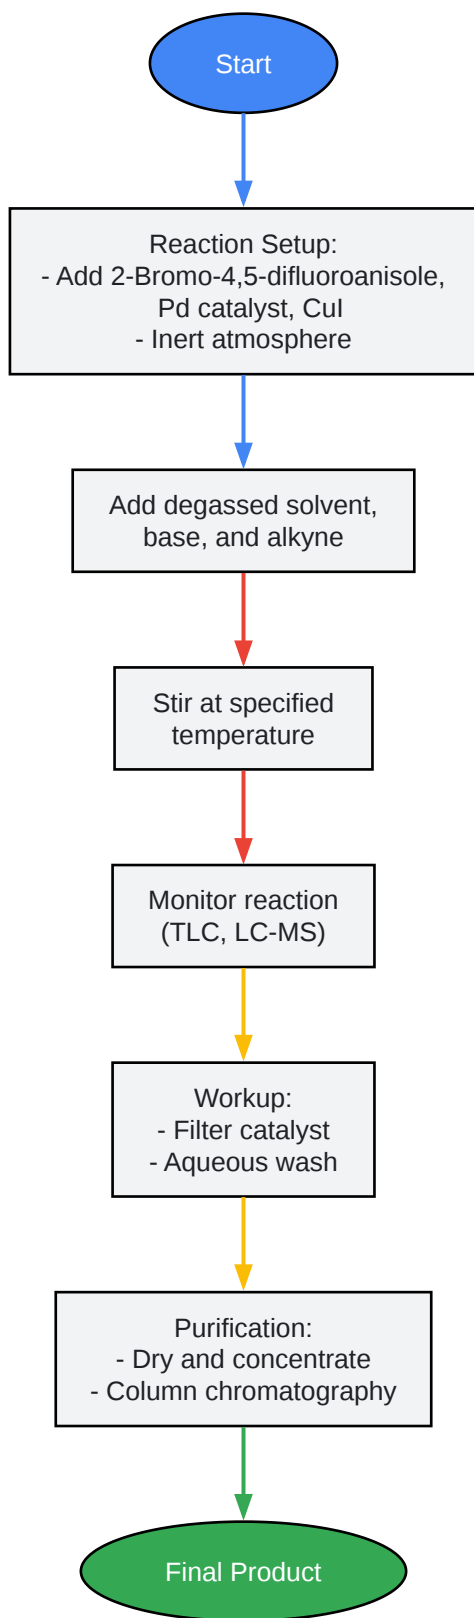 Start
Reaction Setup:
- Add 2-Bromo-4,5-difluoroanisole,
Pd catalyst, CuI
- Inert atmosphere
Add degassed solvent,
base, and alkyne
Stir at specified
temperature
Monitor reaction
(TLC, LC-MS)
Workup:
- Filter catalyst
- Aqueous wash
Purification:
- Dry and concentrate
- Column chromatography
Final Product